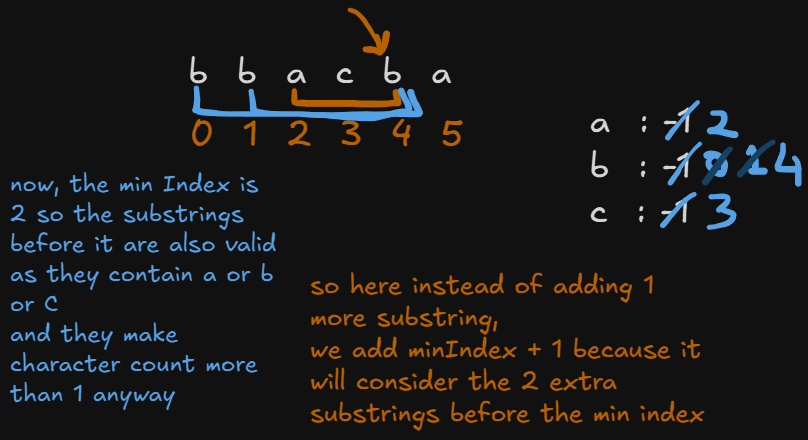 b b a c b a
0 1 2 3 4 5
a : -1 2
b : -1 0 1 4
c : -1 3
now, the min Index is
2 so the substrings
before it are also valid
as they contain a or b
or C
and they make
character count more
than 1 anyway
so here instead of adding 1
more substring,
we add minIndex + 1 because it
will consider the 2 extra
substrings before the min index